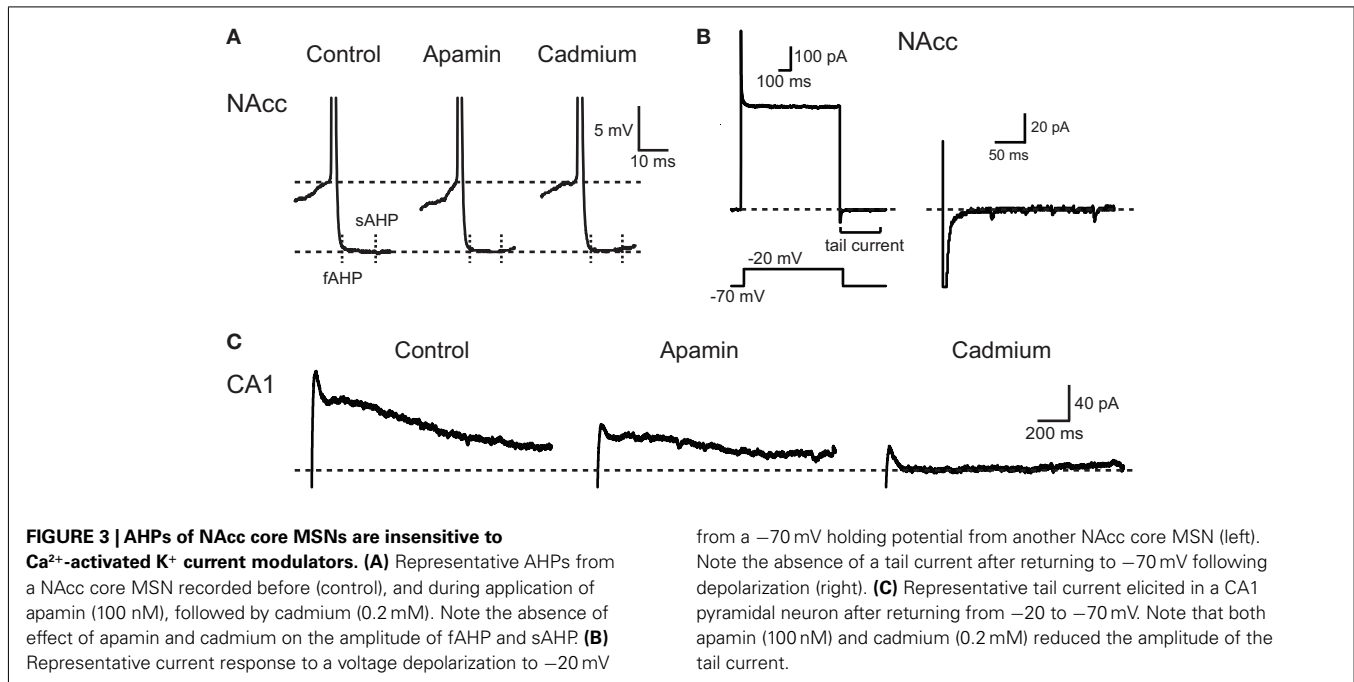 A
Control Apamin Cadmium
NAcc
5 mV
10 ms
sAHP
fAHP
B
NAcc
100 pA
100 ms
20 pA
50 ms
tail current
-20 mV
-70 mV
C
Control Apamin Cadmium
CA1
40 pA
200 ms
FIGURE 3 | AHPs of NAcc core MSNs are insensitive to
Ca²⁺-activated K⁺ current modulators. (A) Representative AHPs from
a NAcc core MSN recorded before (control), and during application of
apamin (100 nM), followed by cadmium (0.2 mM). Note the absence of
effect of apamin and cadmium on the amplitude of fAHP and sAHP. (B)
Representative current response to a voltage depolarization to −20 mV
from a −70 mV holding potential from another NAcc core MSN (left).
Note the absence of a tail current after returning to −70 mV following
depolarization (right). (C) Representative tail current elicited in a CA1
pyramidal neuron after returning from −20 to −70 mV. Note that both
apamin (100 nM) and cadmium (0.2 mM) reduced the amplitude of the
tail current.